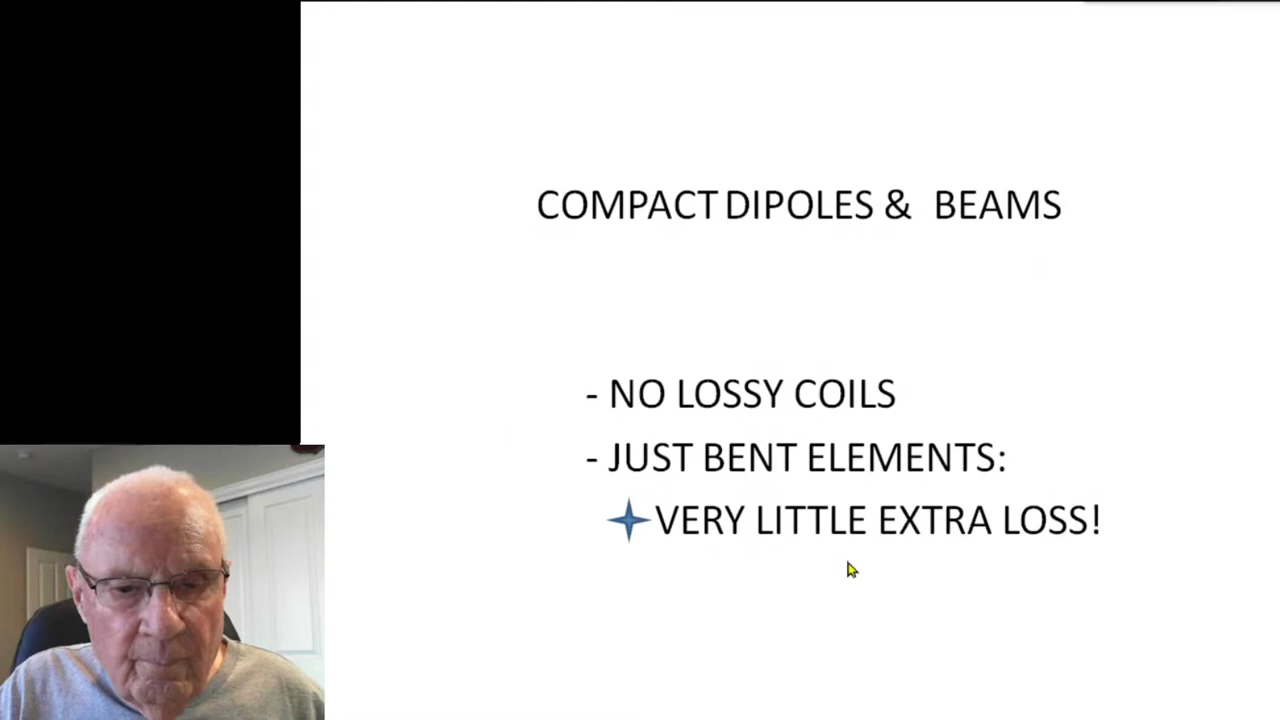 COMPACT DIPOLES & BEAMS
- NO LOSSY COILS
- JUST BENT ELEMENTS:
VERY LITTLE EXTRA LOSS!